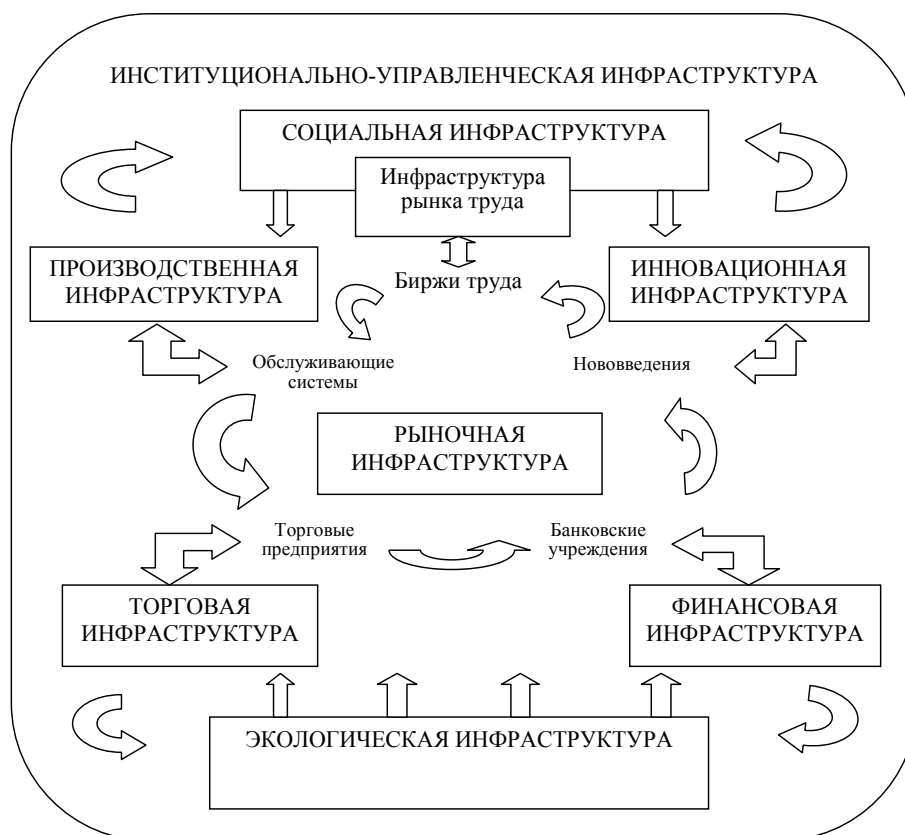 ИНСТИТУЦИОНАЛЬНО-УПРАВЛЕНЧЕСКАЯ ИНФРАСТРУКТУРА
СОЦИАЛЬНАЯ ИНФРАСТРУКТУРА
Инфраструктура
рынка труда
ПРОИЗВОДСТВЕННАЯ
ИНФРАСТРУКТУРА
Биржи труда
ИННОВАЦИОННАЯ
ИНФРАСТРУКТУРА
Обслуживающие
системы
Нововведения
РЫНОЧНАЯ
ИНФРАСТРУКТУРА
Торговые
предприятия
Банковские
учреждения
ТОРГОВАЯ
ИНФРАСТРУКТУРА
ФИНАНСОВАЯ
ИНФРАСТРУКТУРА
ЭКОЛОГИЧЕСКАЯ ИНФРАСТРУКТУРА